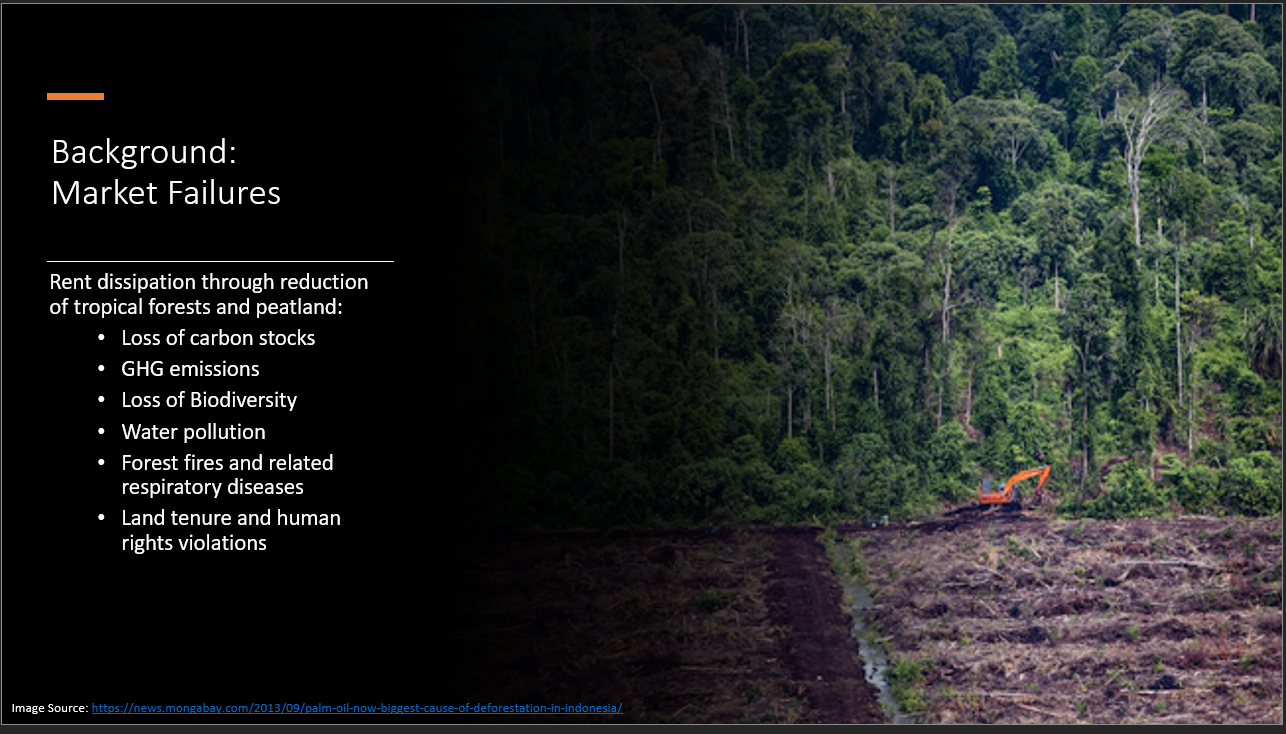 Background:
Market Failures
Rent dissipation through reduction
of tropical forests and peatland:
• Loss of carbon stocks
• GHG emissions
• Loss of Biodiversity
• Water pollution
• Forest fires and related
respiratory diseases
• Land tenure and human
rights violations
Image Source: https://news.mongabay.com/2013/09/palm-oil-now-biggest-cause-of-deforestation-in-indonesia/